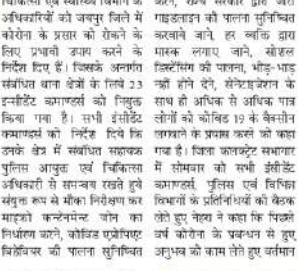 चिकित्सा एवं स्वास्थ्य विभाग के
अधिकारियों को जयपुर जिले में
कोरोना के प्रसार को रोकने के
लिए प्रभावी उपाय करने के
निर्देश दिए हैं। जिसके अन्तर्गत
संबंधित थाना क्षेत्रों के लिये 23
इन्सीडेंट कमाण्डर्स को नियुक्त
किया गया है। सभी इंसीडेंट
कमाण्डर्स को निर्देश दिये कि
उनके क्षेत्र में संबंधित सहायक
पुलिस आयुक्त एवं चिकित्सा
अधिकारी से समन्वय रखते हुये
संयुक्त रूप से मौका निरीक्षण कर
माइक्रो कन्टेनमेन्ट जोन का
निर्धारण करने, कोविड एप्रोप्रिएट
बिहेवियर की पालना सुनिश्चित
करने, राज्य सरकार द्वारा जारी
गाइडलाइन की पालना सुनिश्चित
करवाये जाने, हर व्यक्ति द्वारा
मास्क लगाए जाने, सोशल
डिस्टेंसिंग की पालना, भीड़-भाड़
नहीं होने देने, सेनेटाइजेशन के
साथ ही अधिक से अधिक पात्र
लोगों को कोविड 19 के वैक्सीन
लगवाने के प्रयास करने को कहा
गया है। जिला कलक्ट्रेट सभागार
में सोमवार को सभी इंसीडेंट
कमाण्डर्स, पुलिस एवं विभिन्न
विभागों के प्रतिनिधियों की बैठक
लेते हुए नेहरा ने कहा कि पिछले
वर्ष कोरोना के प्रबन्धन से हुए
अनुभव को काम लेते हुए वर्तमान